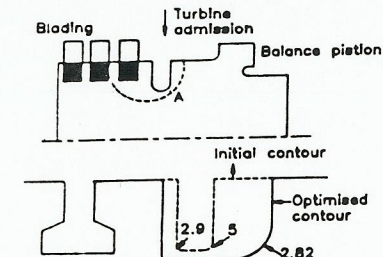 Turbine
admission
Blading
Balance pistion
A
Initial contour
Optimised
contour
2.9
5
2.82